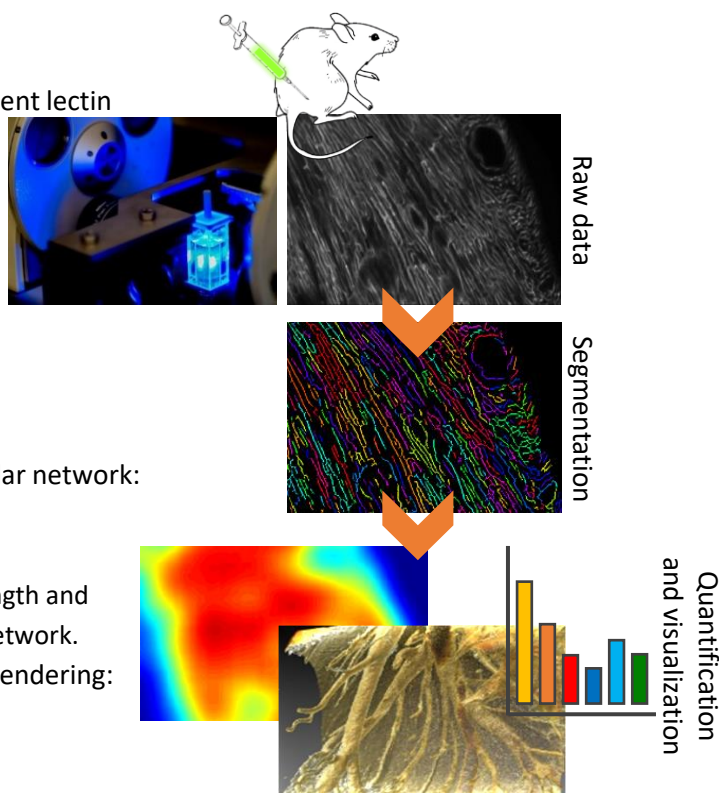 ent lectin
Raw data
Segmentation
ar network:
gth and
etwork.
endering:
Quantification
and visualization